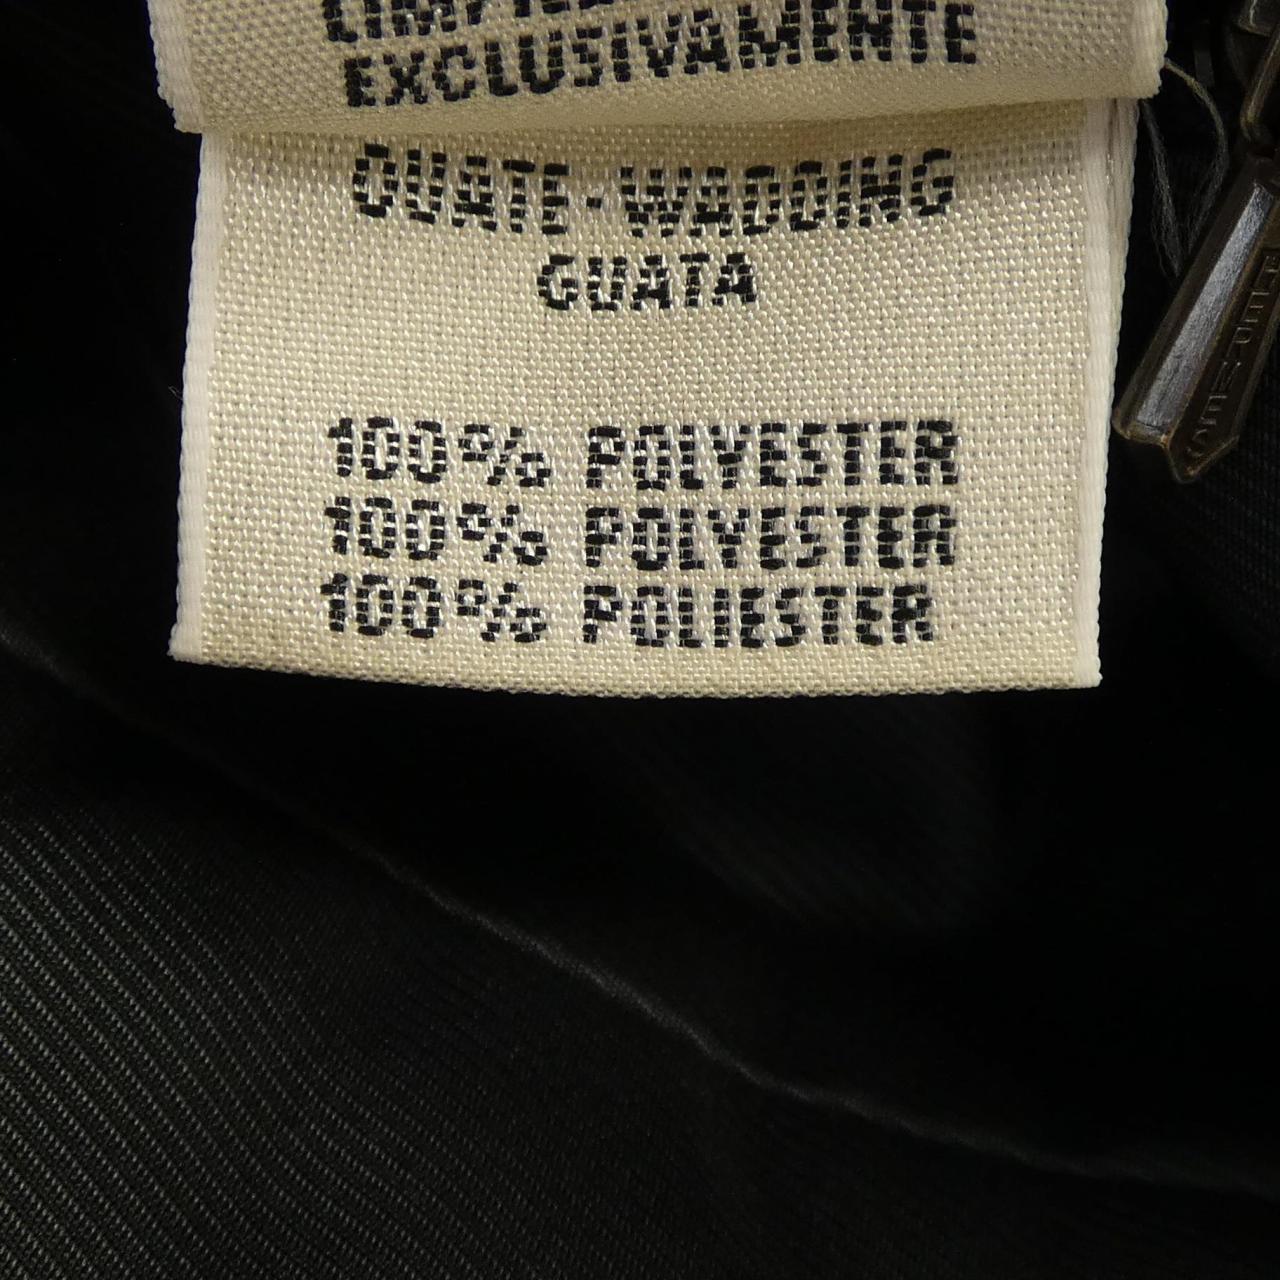 EXCLUSIVAMENTE
OUATE-WADDING
GUATA
100% POLYESTER
100% POLYESTER
100% POLIESTER